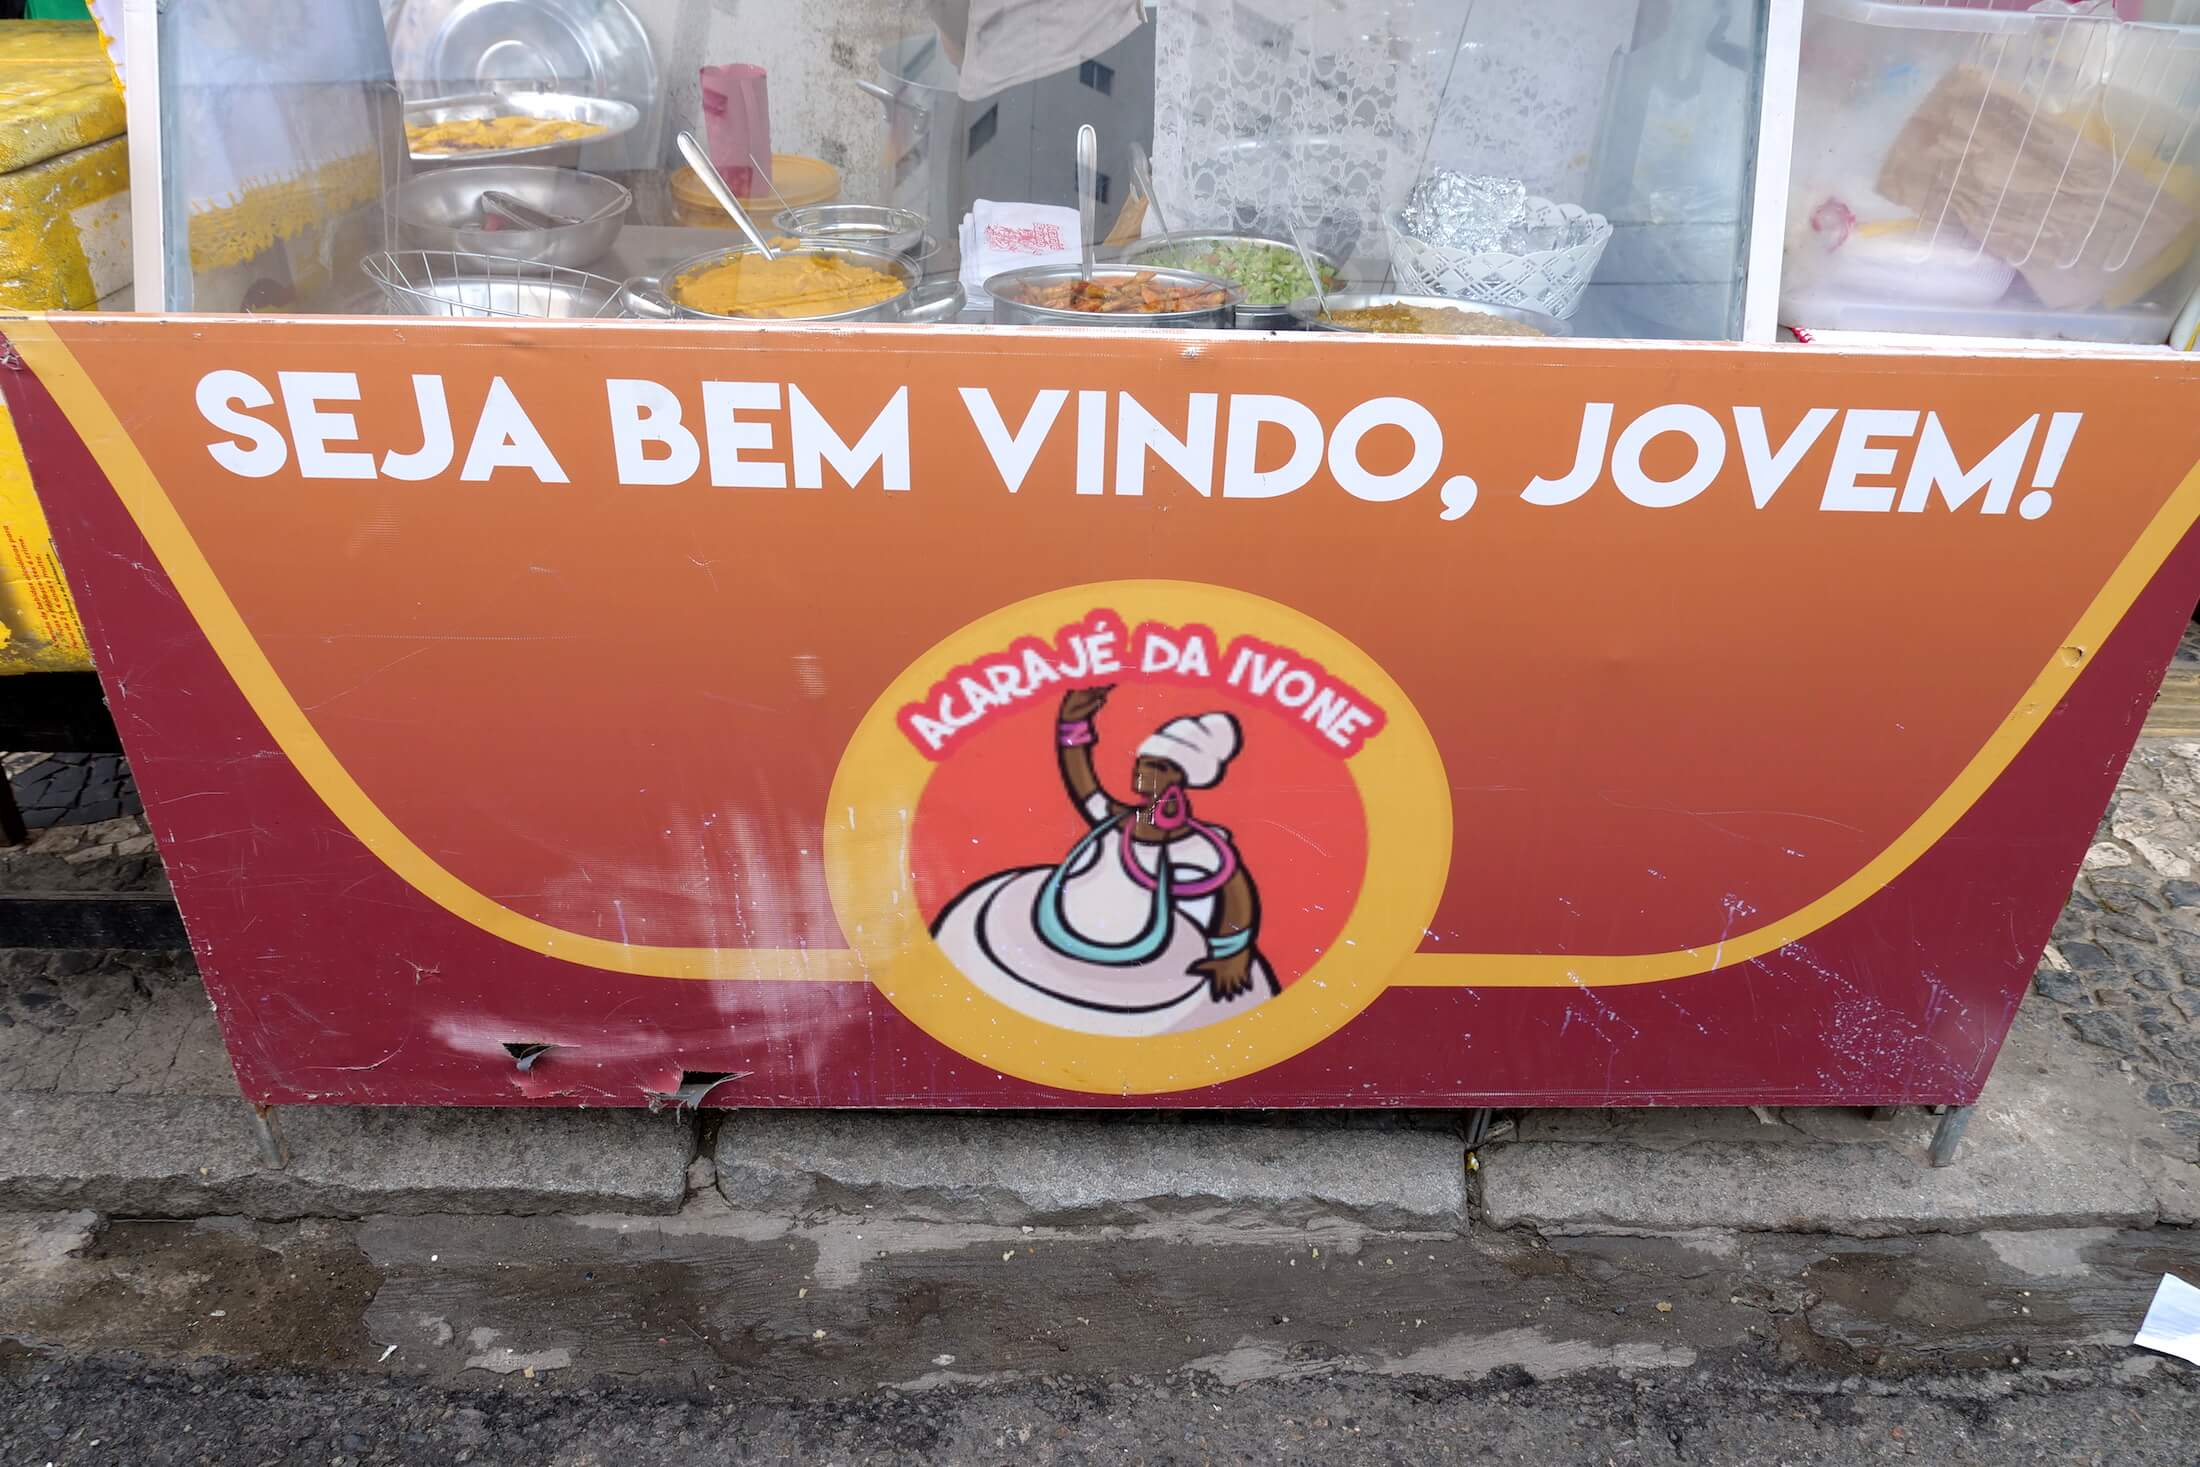 SEJA BEM VINDO, JOVEM!
ACARAJÉ DA IVONE